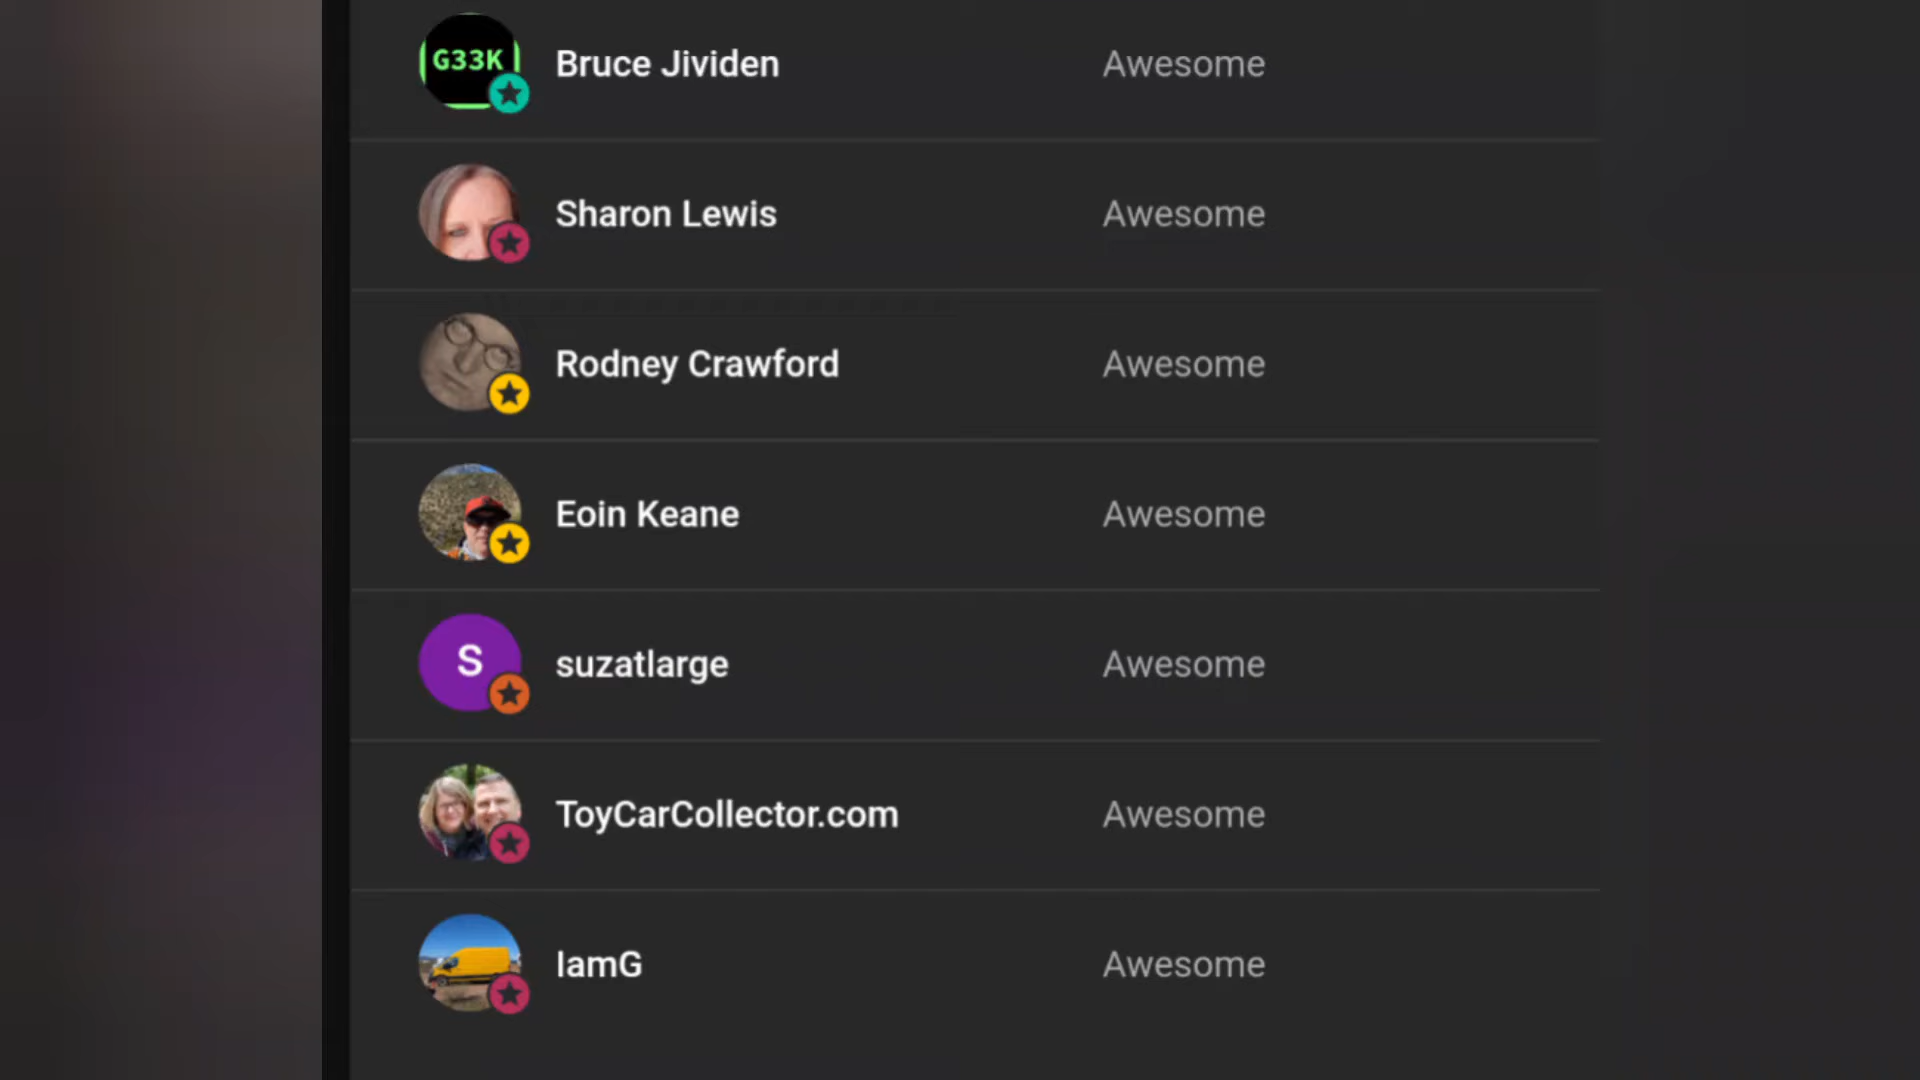 G33K
Bruce Jividen Awesome
Sharon Lewis Awesome
Rodney Crawford Awesome
Eoin Keane Awesome
S
suzatlarge Awesome
ToyCarCollector.com Awesome
IamG Awesome